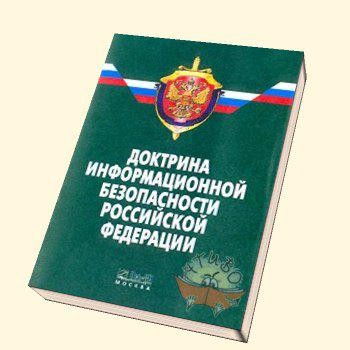 ДОКТРИНА
ИНФОРМАЦИОННОЙ
БЕЗОПАСНОСТИ
РОССИЙСКОЙ
ФЕДЕРАЦИИ
МОСКВА